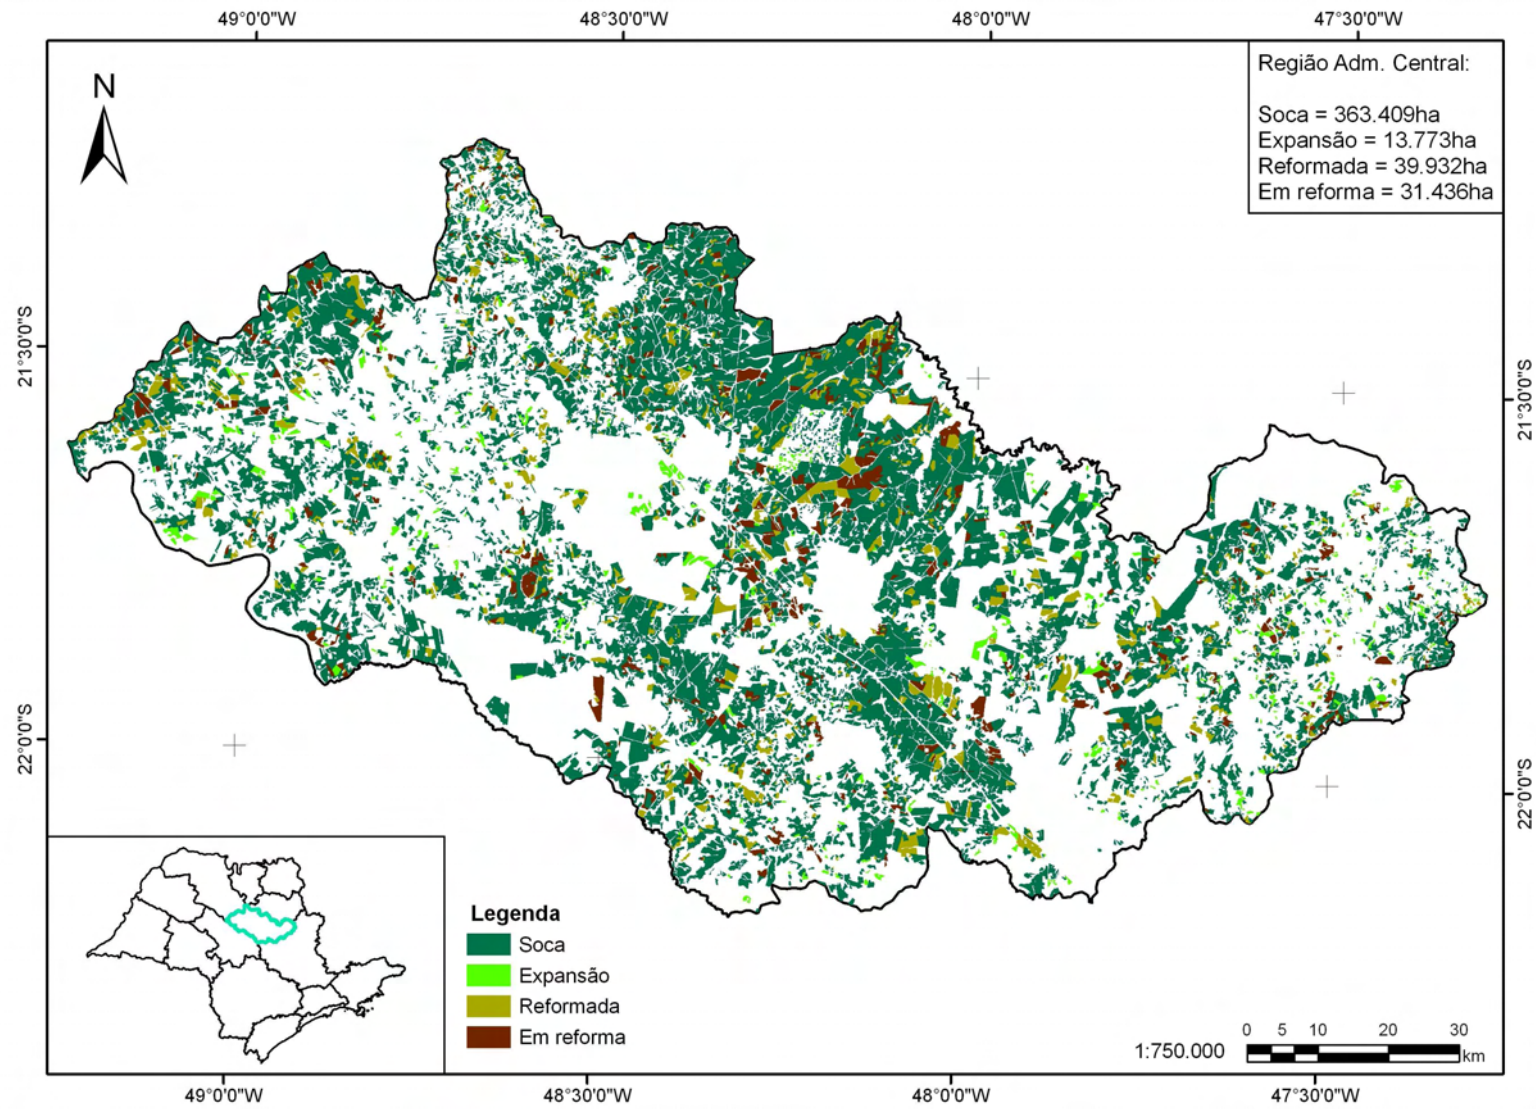 49°0'0"W
48°30'0"W
48°0'0"W
47°30'0"W
Região Adm. Central:
Soca = 363.409ha
Expansão = 13.773ha
Reformada = 39.932ha
Em reforma = 31.436ha
N
21°30'0"S
21°30'0"S
22°0'0"S
22°0'0"S
Legenda
Soca
Expansão
Reformada
Em reforma
0 5 10 20 30
1:750.000
km
49°0'0"W
48°30'0"W
48°0'0"W
47°30'0"W